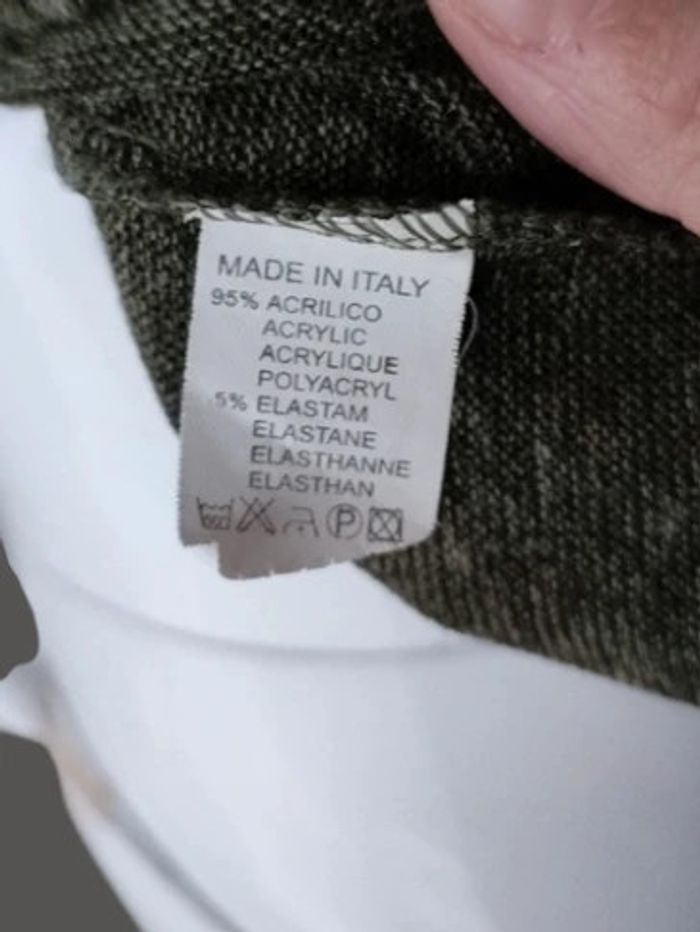 MADE IN ITALY
95% ACRILICO
ACRYLIC
ACRYLIQUE
POLYACRYL
5% ELASTAM
ELASTANE
ELASTHANNE
ELASTHAN
P